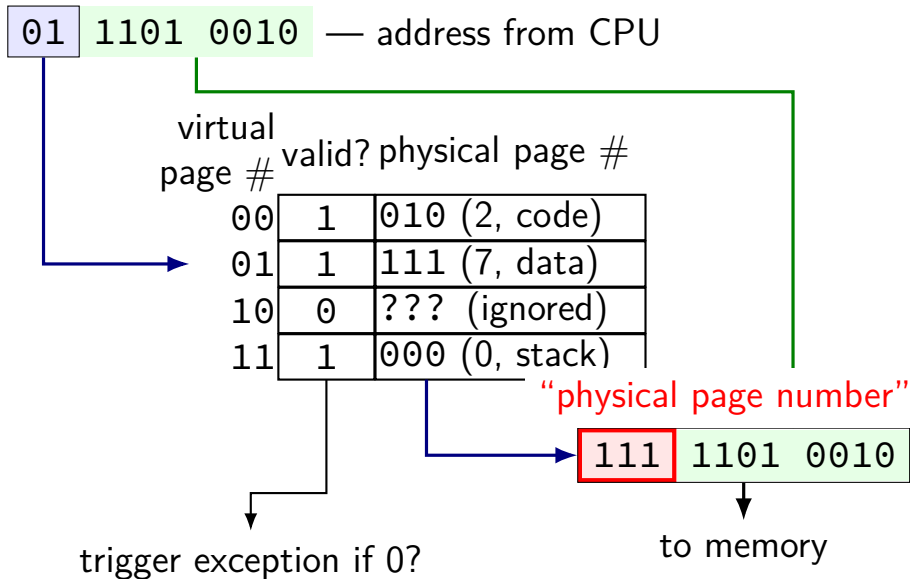 01 1101 0010 — address from CPU
virtual page # valid? physical page #
00 1 010 (2, code)
01 1 111 (7, data)
10 0 ??? (ignored)
11 1 000 (0, stack)
“physical page number”
111 1101 0010
trigger exception if 0?
to memory